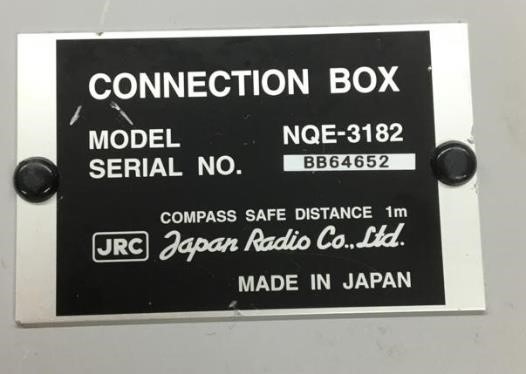 CONNECTION BOX
MODEL NQE-3182
SERIAL NO. BB64652
COMPASS SAFE DISTANCE 1m
JRC Japan Radio Co.,Ltd.
MADE IN JAPAN